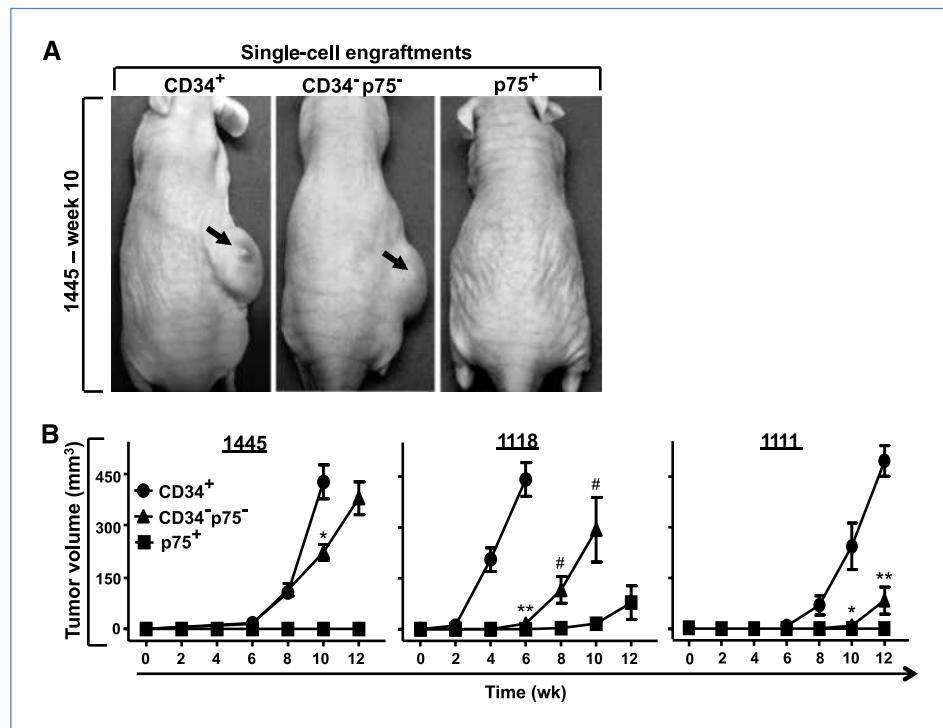 A
Single-cell engraftments
CD34⁺
CD34⁻p75⁻
p75⁺
1445 – week 10
B
1445
1118
1111
Tumor volume (mm³)
450
300
150
0
CD34⁺
CD34⁻p75⁻
p75⁺
*
**
#
#
*
**
0 2 4 6 8 10 12
0 2 4 6 8 10 12
0 2 4 6 8 10 12
Time (wk)